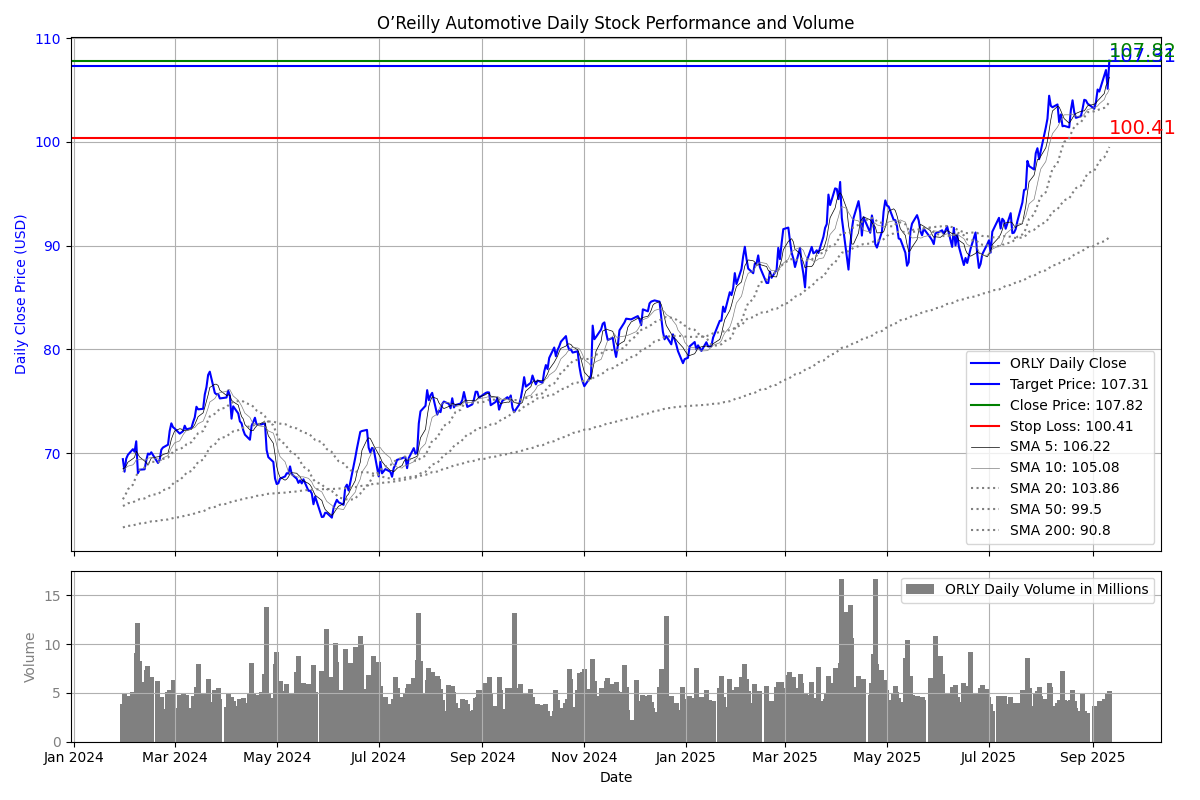 O’Reilly Automotive Daily Stock Performance and Volume
110
100
90
80
70
Daily Close Price (USD)
107.82
107.31
100.41
ORLY Daily Close
Target Price: 107.31
Close Price: 107.82
Stop Loss: 100.41
SMA 5: 106.22
SMA 10: 105.08
SMA 20: 103.86
SMA 50: 99.5
SMA 200: 90.8
15
10
5
0
Volume
ORLY Daily Volume in Millions
Jan 2024 Mar 2024 May 2024 Jul 2024 Sep 2024 Nov 2024 Jan 2025 Mar 2025 May 2025 Jul 2025 Sep 2025
Date